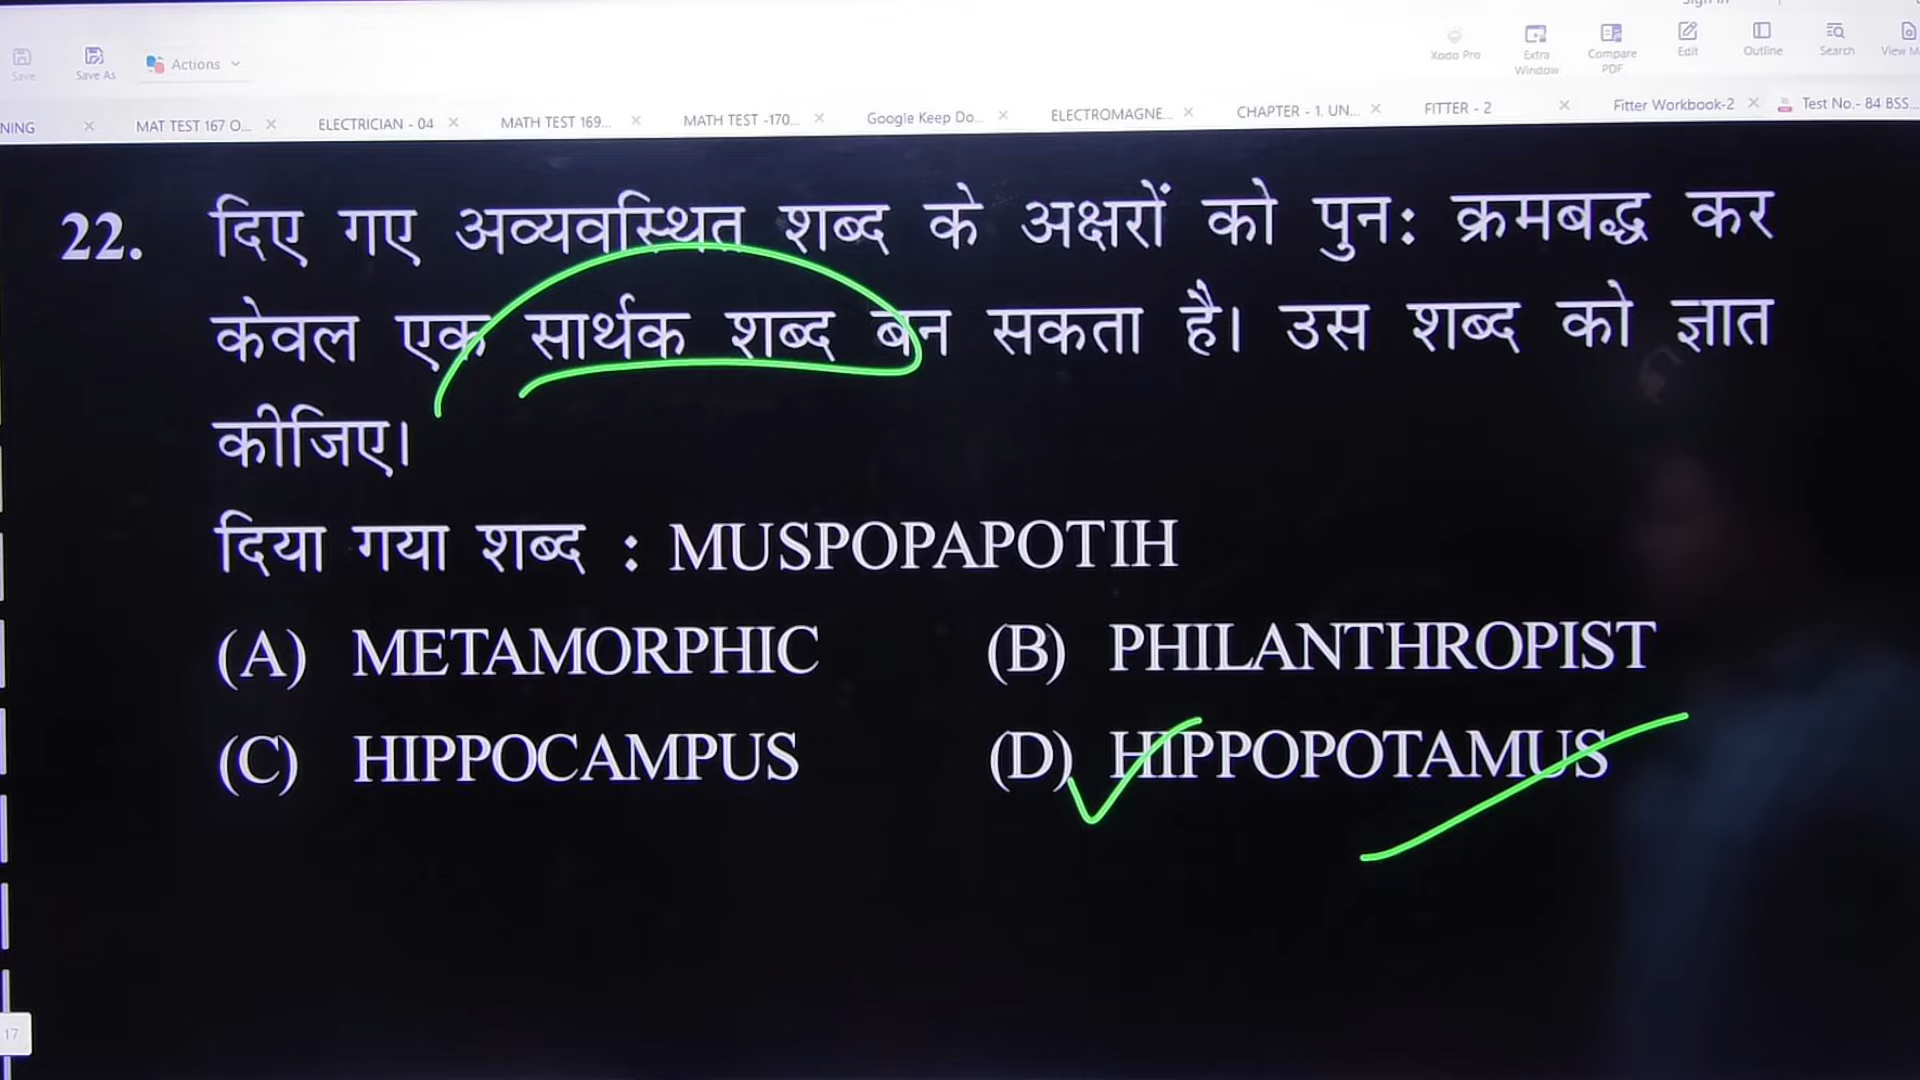 Save
Save As
Actions
Xodo Pro
Extra Window
Compare PDF
Edit
Outline
Search
View
NING
MAT TEST 167 O...
ELECTRICIAN - 04
MATH TEST 169...
MATH TEST -170...
Google Keep Do...
ELECTROMAGNE...
CHAPTER - 1. UN...
FITTER - 2
Fitter Workbook-2
Test No.- 84 BSS...
22. दिए गए अव्यवस्थित शब्द के अक्षरों को पुनः क्रमबद्ध कर
केवल एक सार्थक शब्द बन सकता है। उस शब्द को ज्ञात
कीजिए।
दिया गया शब्द : MUSPOPAPOTIH
(A) METAMORPHIC (B) PHILANTHROPIST
(C) HIPPOCAMPUS (D) HIPPOPOTAMUS
17